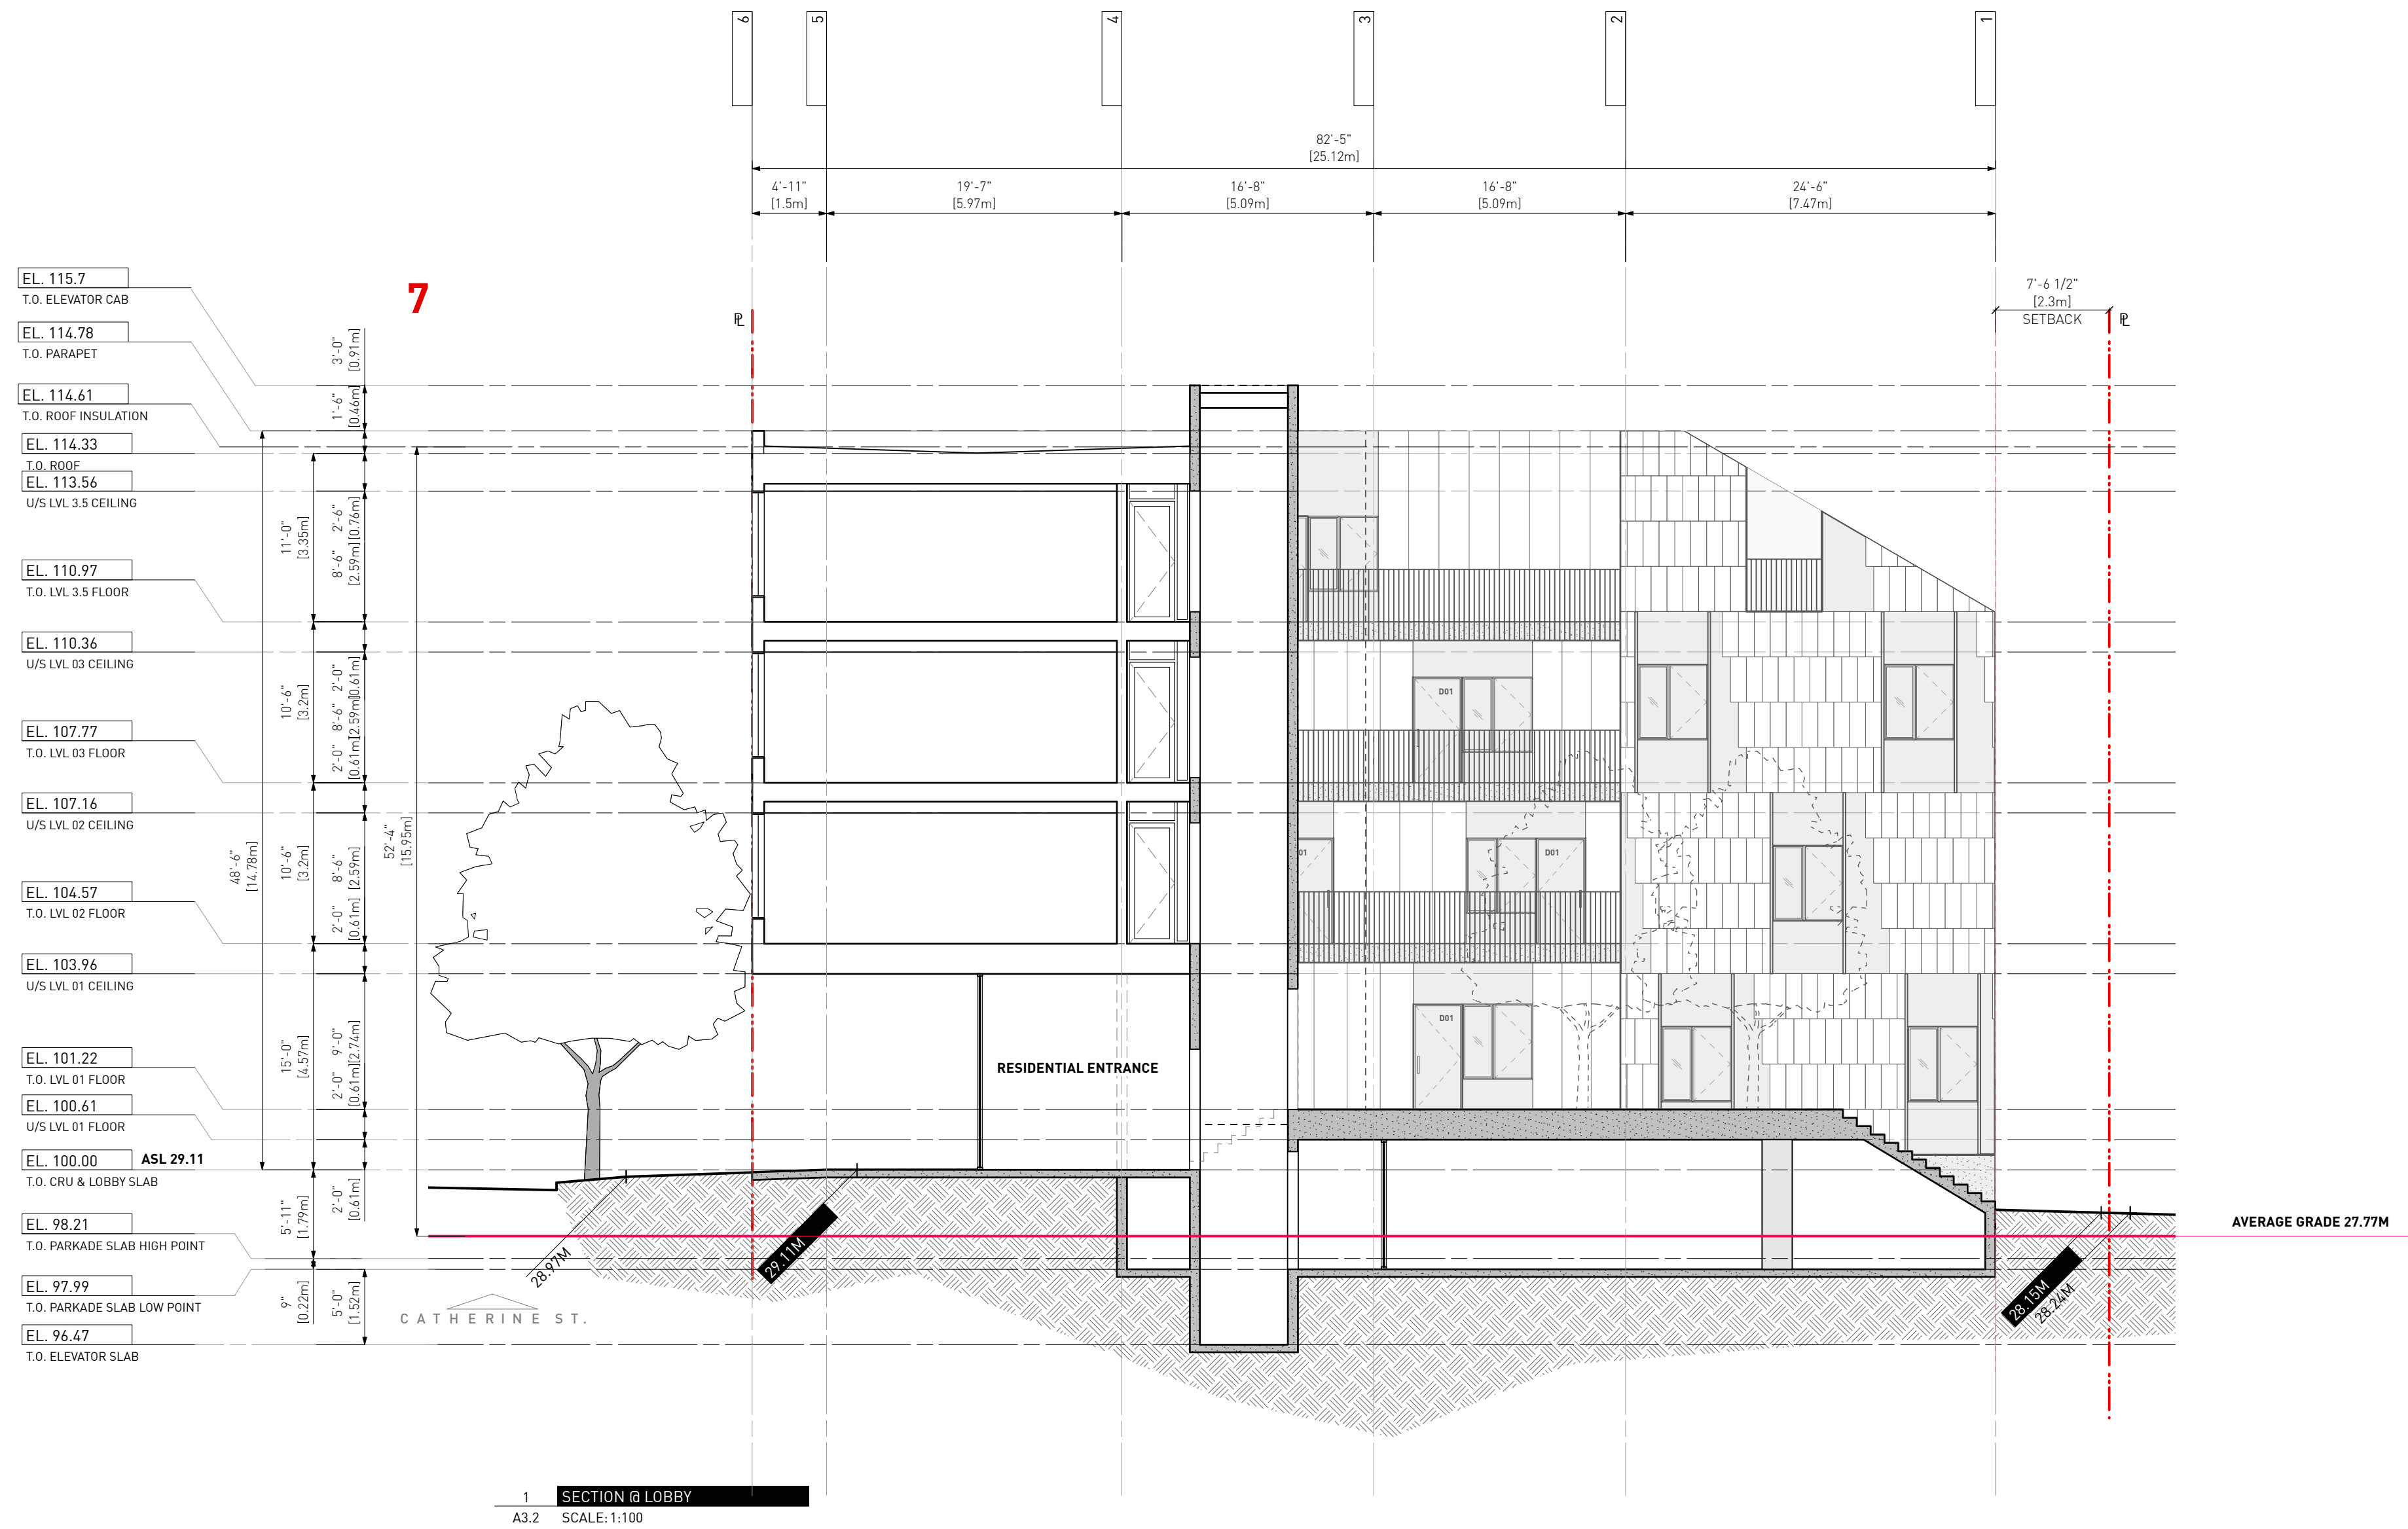 6
5
4
3
2
1
82'-5"
[25.12m]
4'-11"
[1.5m]
19'-7"
[5.97m]
16'-8"
[5.09m]
16'-8"
[5.09m]
24'-6"
[7.47m]
7'-6 1/2"
[2.3m]
SETBACK
PL
PL
7
EL. 115.7
T.O. ELEVATOR CAB
EL. 114.78
T.O. PARAPET
EL. 114.61
T.O. ROOF INSULATION
EL. 114.33
T.O. ROOF
EL. 113.56
U/S LVL 3.5 CEILING
EL. 110.97
T.O. LVL 3.5 FLOOR
EL. 110.36
U/S LVL 03 CEILING
EL. 107.77
T.O. LVL 03 FLOOR
EL. 107.16
U/S LVL 02 CEILING
EL. 104.57
T.O. LVL 02 FLOOR
EL. 103.96
U/S LVL 01 CEILING
EL. 101.22
T.O. LVL 01 FLOOR
EL. 100.61
U/S LVL 01 FLOOR
EL. 100.00 ASL 29.11
T.O. CRU & LOBBY SLAB
EL. 98.21
T.O. PARKADE SLAB HIGH POINT
EL. 97.99
T.O. PARKADE SLAB LOW POINT
EL. 96.47
T.O. ELEVATOR SLAB
48'-6"
[14.78m]
11'-0"
[3.35m]
10'-6"
[3.2m]
10'-6"
[3.2m]
15'-0"
[4.57m]
5'-11"
[1.79m]
9"
[0.22m]
3'-0"
[0.91m]
1'-6"
[0.46m]
2'-6"
[0.76m]
8'-6"
[2.59m]
2'-0"
[0.61m]
8'-6"
[2.59m]
2'-0"
[0.61m]
8'-6"
[2.59m]
2'-0"
[0.61m]
9'-0"
[2.74m]
2'-0"
[0.61m]
2'-0"
[0.61m]
5'-0"
[1.52m]
52'-4"
[15.95m]
D01
01
D01
D01
RESIDENTIAL ENTRANCE
AVERAGE GRADE 27.77M
28.97M
29.11M
28.15M
28.24M
CATHERINE ST.
1 SECTION @ LOBBY
A3.2 SCALE: 1:100